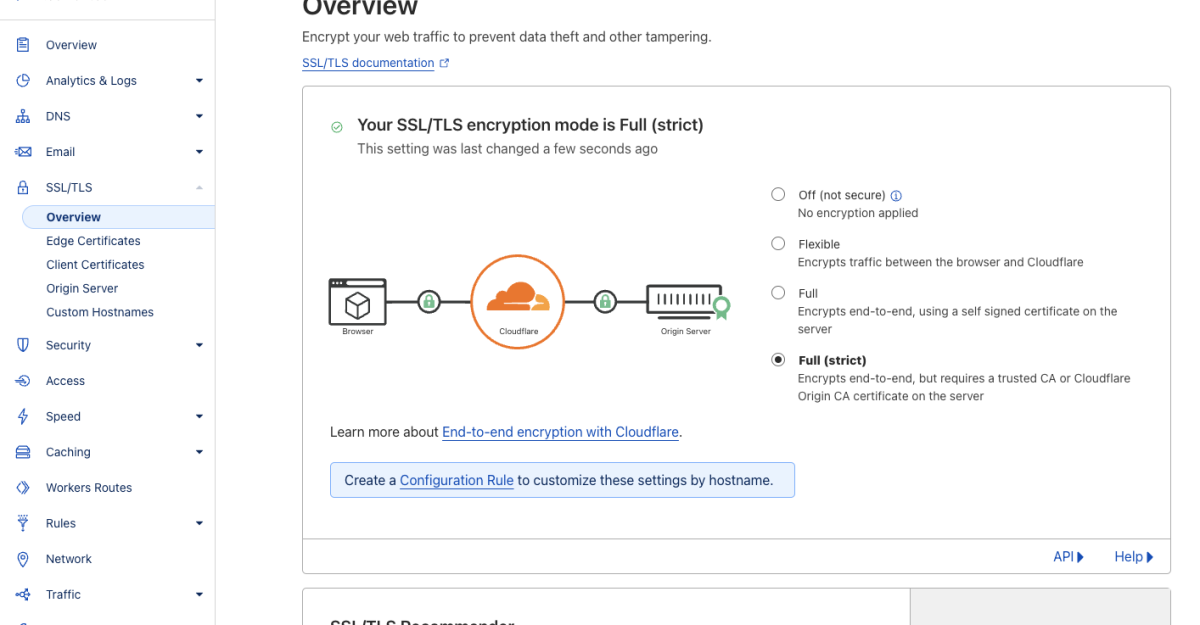 Overview
Encrypt your web traffic to prevent data theft and other tampering.
SSL/TLS documentation
Overview
Analytics & Logs
DNS
Email
SSL/TLS
Overview
Edge Certificates
Client Certificates
Origin Server
Custom Hostnames
Security
Access
Speed
Caching
Workers Routes
Rules
Network
Traffic
Your SSL/TLS encryption mode is Full (strict)
This setting was last changed a few seconds ago
Browser
Cloudflare
Origin Server
Off (not secure)
No encryption applied
Flexible
Encrypts traffic between the browser and Cloudflare
Full
Encrypts end-to-end, using a self signed certificate on the
server
Full (strict)
Encrypts end-to-end, but requires a trusted CA or Cloudflare
Origin CA certificate on the server
Learn more about End-to-end encryption with Cloudflare.
Create a Configuration Rule to customize these settings by hostname.
API
Help
SSL/TLS Recommender